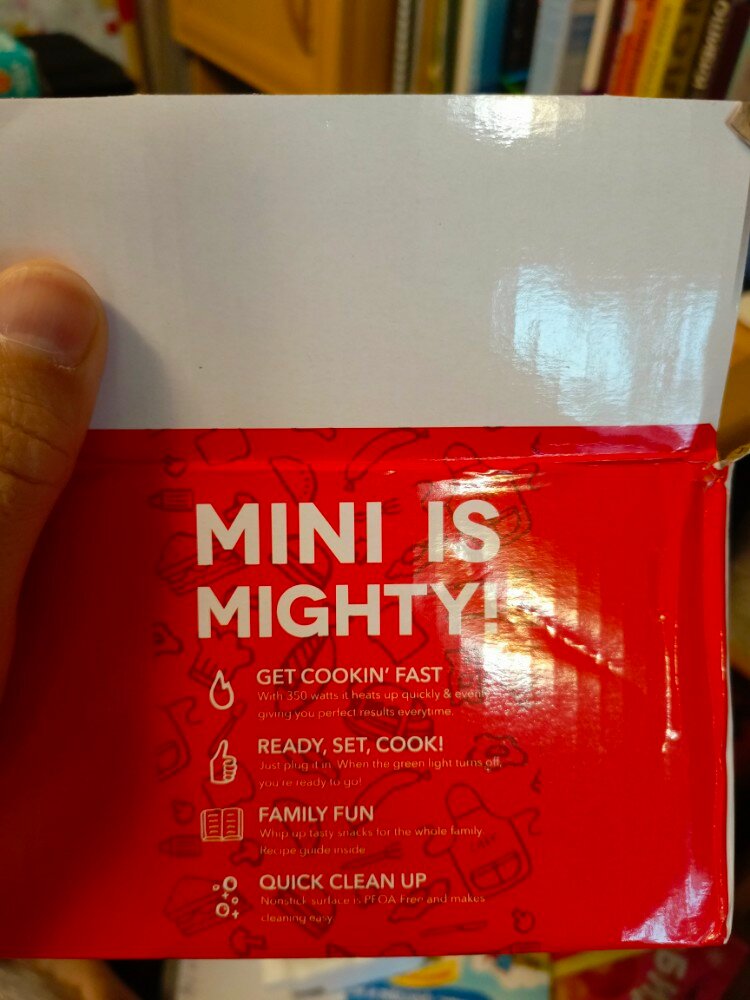 MINI IS
MIGHTY!
GET COOKIN' FAST
With 350 watts it heats up quickly & evenly
giving you perfect results everytime.
READY, SET, COOK!
Just plug it in. When the green light turns off,
you're ready to go!
FAMILY FUN
Whip up tasty snacks for the whole family.
Recipe guide inside.
QUICK CLEAN UP
Nonstick surface is PFOA Free and makes
cleaning easy.